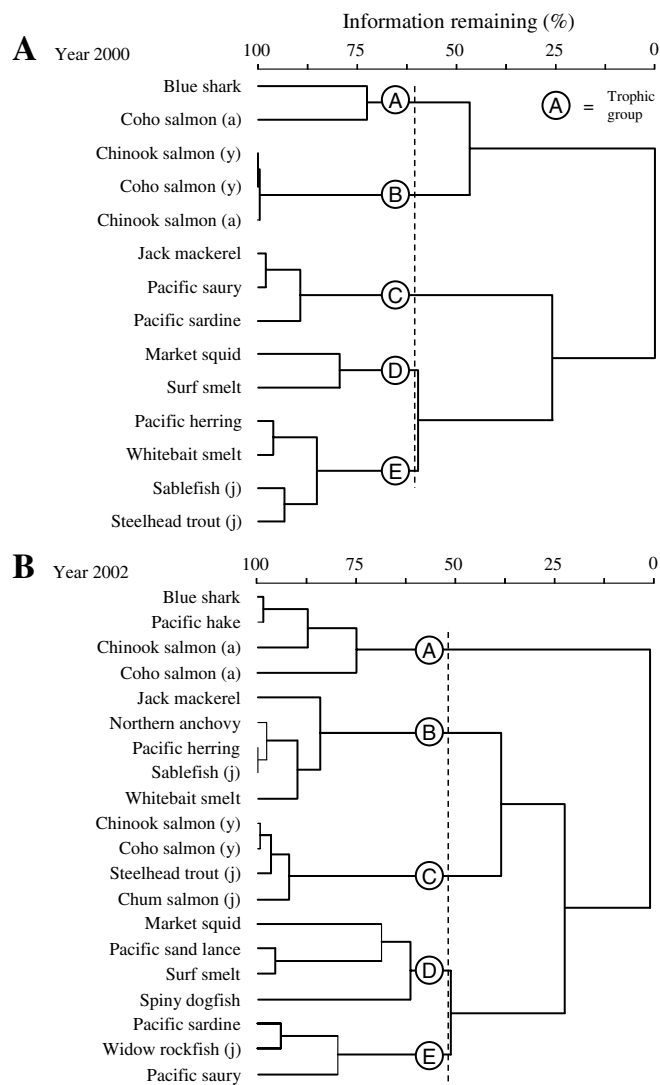 Information remaining (%)
A Year 2000
100 75 50 25 0
Blue shark
Coho salmon (a)
Chinook salmon (y)
Coho salmon (y)
Chinook salmon (a)
Jack mackerel
Pacific saury
Pacific sardine
Market squid
Surf smelt
Pacific herring
Whitebait smelt
Sablefish (j)
Steelhead trout (j)
A
B
C
D
E
A = Trophic
group
B Year 2002
100 75 50 25 0
Blue shark
Pacific hake
Chinook salmon (a)
Coho salmon (a)
Jack mackerel
Northern anchovy
Pacific herring
Sablefish (j)
Whitebait smelt
Chinook salmon (y)
Coho salmon (y)
Steelhead trout (j)
Chum salmon (j)
Market squid
Pacific sand lance
Surf smelt
Spiny dogfish
Pacific sardine
Widow rockfish (j)
Pacific saury
A
B
C
D
E